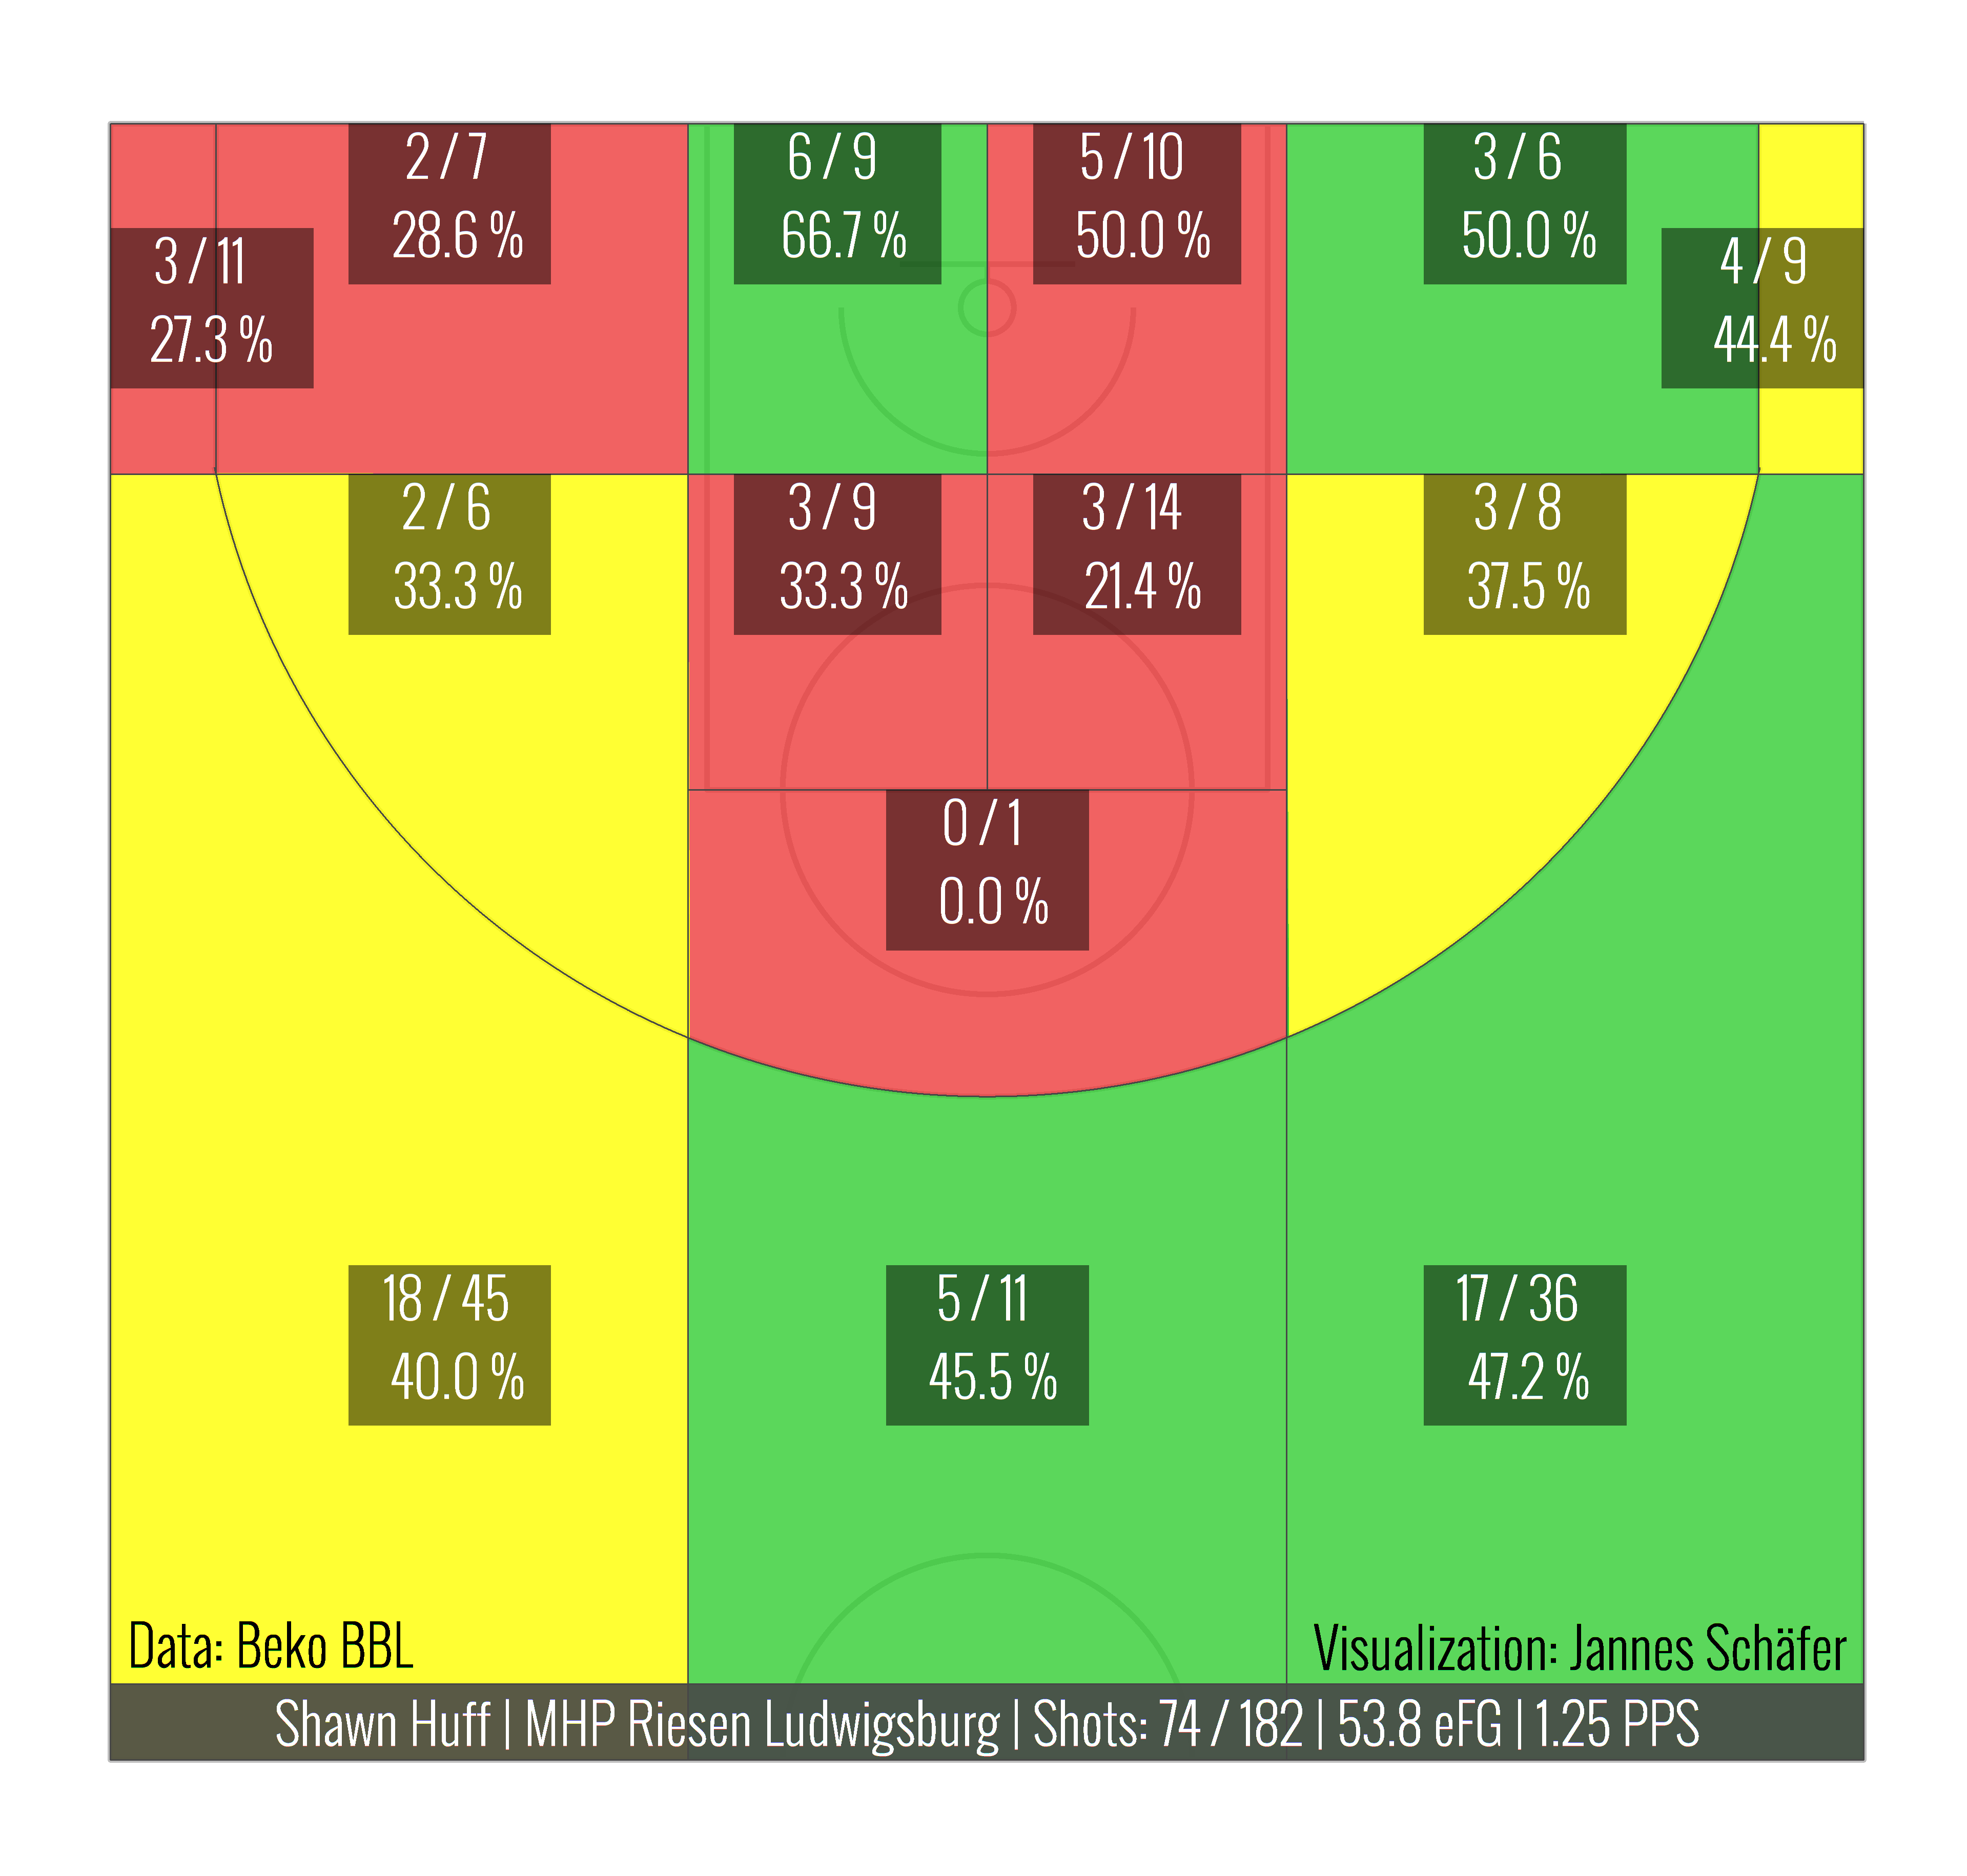 2 / 7
28.6 %
6 / 9
66.7 %
5 / 10
50.0 %
3 / 6
50.0 %
3 / 11
27.3 %
4 / 9
44.4 %
2 / 6
33.3 %
3 / 9
33.3 %
3 / 14
21.4 %
3 / 8
37.5 %
0 / 1
0.0 %
18 / 45
40.0 %
5 / 11
45.5 %
17 / 36
47.2 %
Data: Beko BBL
Visualization: Jannes Schäfer
Shawn Huff | MHP Riesen Ludwigsburg | Shots: 74 / 182 | 53.8 eFG | 1.25 PPS